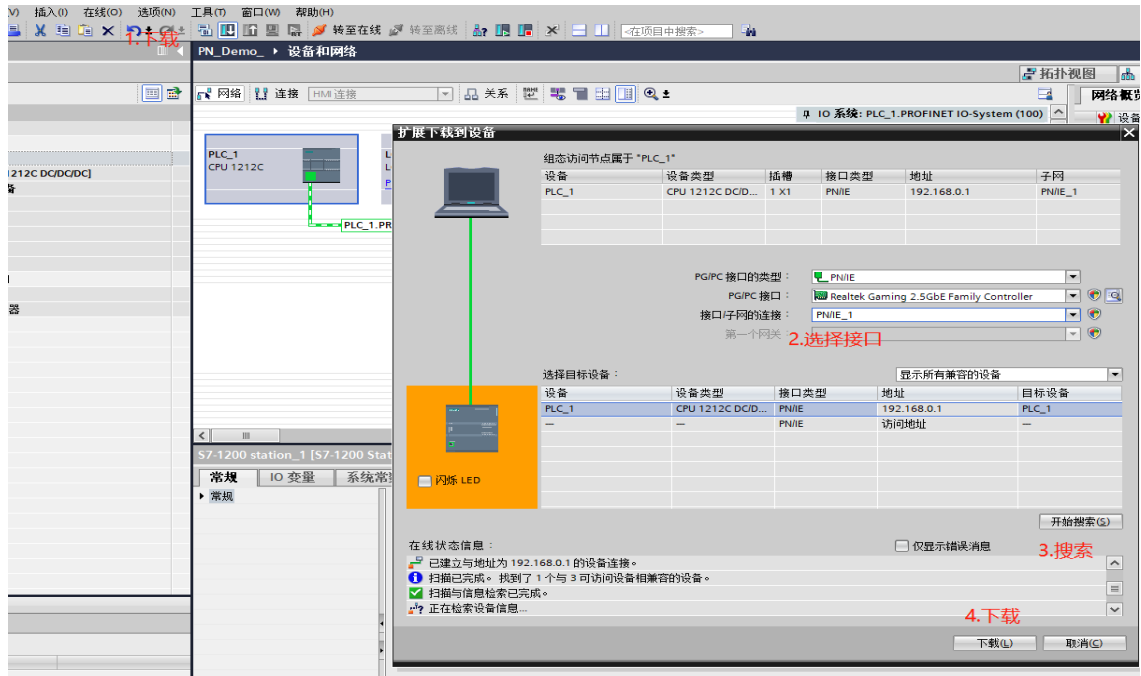 V) 插入(I) 在线(O) 选项(N) 工具(T) 窗口(W) 帮助(H)
转至在线 转至离线 <在项目中搜索>
1.下载
PN_Demo_ ▸ 设备和网络
拓扑视图
网络 连接 HMI 连接 关系
网络概览
IO 系统: PLC_1.PROFINET IO-System (100)
设备
PLC_1
CPU 1212C
1212C DC/DC/DC]
备
器
PLC_1.PR
扩展下载到设备
组态访问节点属于 "PLC_1"
设备 设备类型 插槽 接口类型 地址 子网
PLC_1 CPU 1212C DC/D... 1 X1 PN/IE 192.168.0.1 PN/IE_1
PG/PC 接口的类型： PN/IE
PG/PC 接口： Realtek Gaming 2.5GbE Family Controller
接口/子网的连接： PN/IE_1
第一个网关：
2.选择接口
选择目标设备： 显示所有兼容的设备
设备 设备类型 接口类型 地址 目标设备
PLC_1 CPU 1212C DC/D... PN/IE 192.168.0.1 PLC_1
— — PN/IE 访问地址 —
闪烁 LED
开始搜索(S)
3.搜索
在线状态信息： 仅显示错误消息
已建立与地址为 192.168.0.1 的设备连接。
扫描已完成。找到了 1 个与 3 可访问设备相兼容的设备。
扫描与信息检索已完成。
正在检索设备信息...
4.下载
下载(L) 取消(C)
S7-1200 station_1 [S7-1200 Stat
常规 IO 变量 系统常
常规